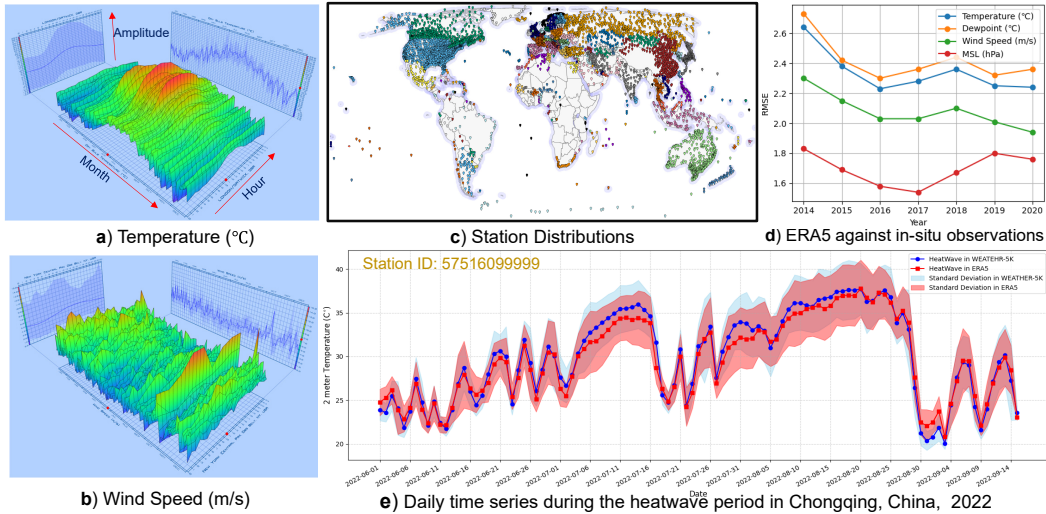 Amplitude
Month
Hour
a) Temperature (℃)
b) Wind Speed (m/s)
c) Station Distributions
Temperature (℃)
Dewpoint (℃)
Wind Speed (m/s)
MSL (hPa)
RMSE
2.6
2.4
2.2
2.0
1.8
1.6
2014 2015 2016 2017 2018 2019 2020
Year
d) ERA5 against in-situ observations
Station ID: 57516099999
HeatWave in WEATEHR-5K
HeatWave in ERA5
Standard Deviation in WEATHER-5K
Standard Deviation in ERA5
2 meter Temperature (C°)
40
35
30
25
20
2022-06-01 2022-06-06 2022-06-11 2022-06-16 2022-06-21 2022-06-26 2022-07-01 2022-07-06 2022-07-11 2022-07-16 2022-07-21 2022-07-26 2022-07-31 2022-08-05 2022-08-10 2022-08-15 2022-08-20 2022-08-25 2022-08-30 2022-09-04 2022-09-09 2022-09-14
Date
e) Daily time series during the heatwave period in Chongqing, China, 2022